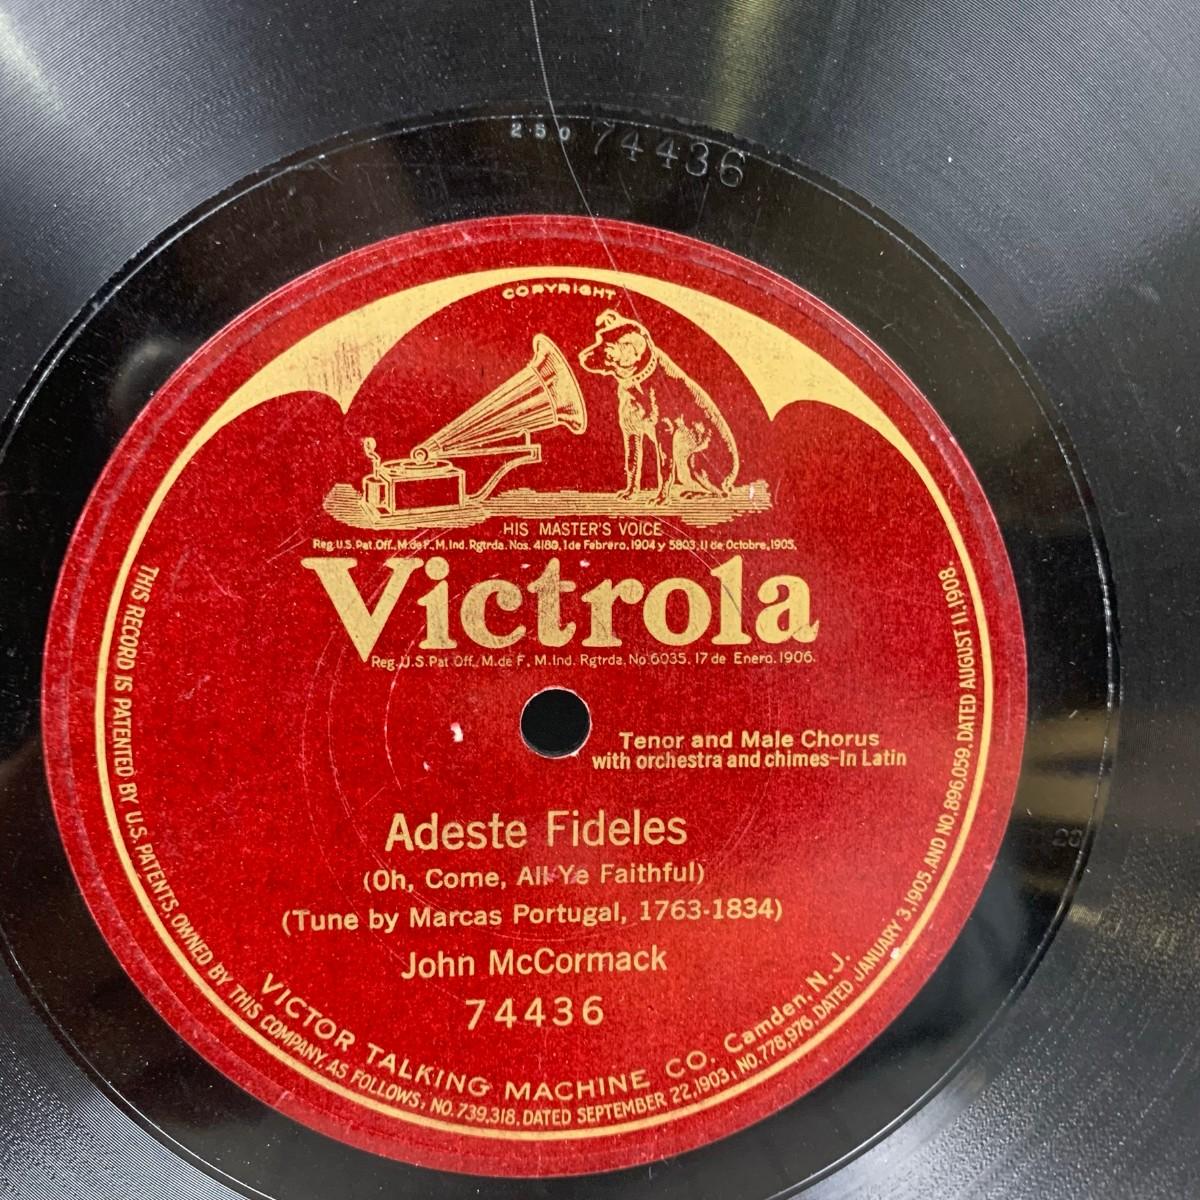 2 5 0 74436
COPYRIGHT
HIS MASTER'S VOICE
Reg.U.S.Pat.Off.,M.de F.,M.Ind.Rgtrda.Nos. 4189,1 de Febrero,1904 y 5803,11 de Octubre,1905.
Victrola
Reg.U.S.Pat.Off.,M.de F., M.Ind. Rgtrda.No.6035, 17 de Enero.1906.
Tenor and Male Chorus
with orchestra and chimes-In Latin
Adeste Fideles
(Oh, Come, All Ye Faithful)
(Tune by Marcas Portugal, 1763-1834)
John McCormack
74436
VICTOR TALKING MACHINE CO. Camden, N.J.
THIS RECORD IS PATENTED BY U.S. PATENTS, OWNED BY THIS COMPANY, AS FOLLOWS, NO.739,318, DATED SEPTEMBER 22,1903, NO.778,976, DATED JANUARY 3,1905, AND NO.896,059, DATED AUGUST 11,1908.